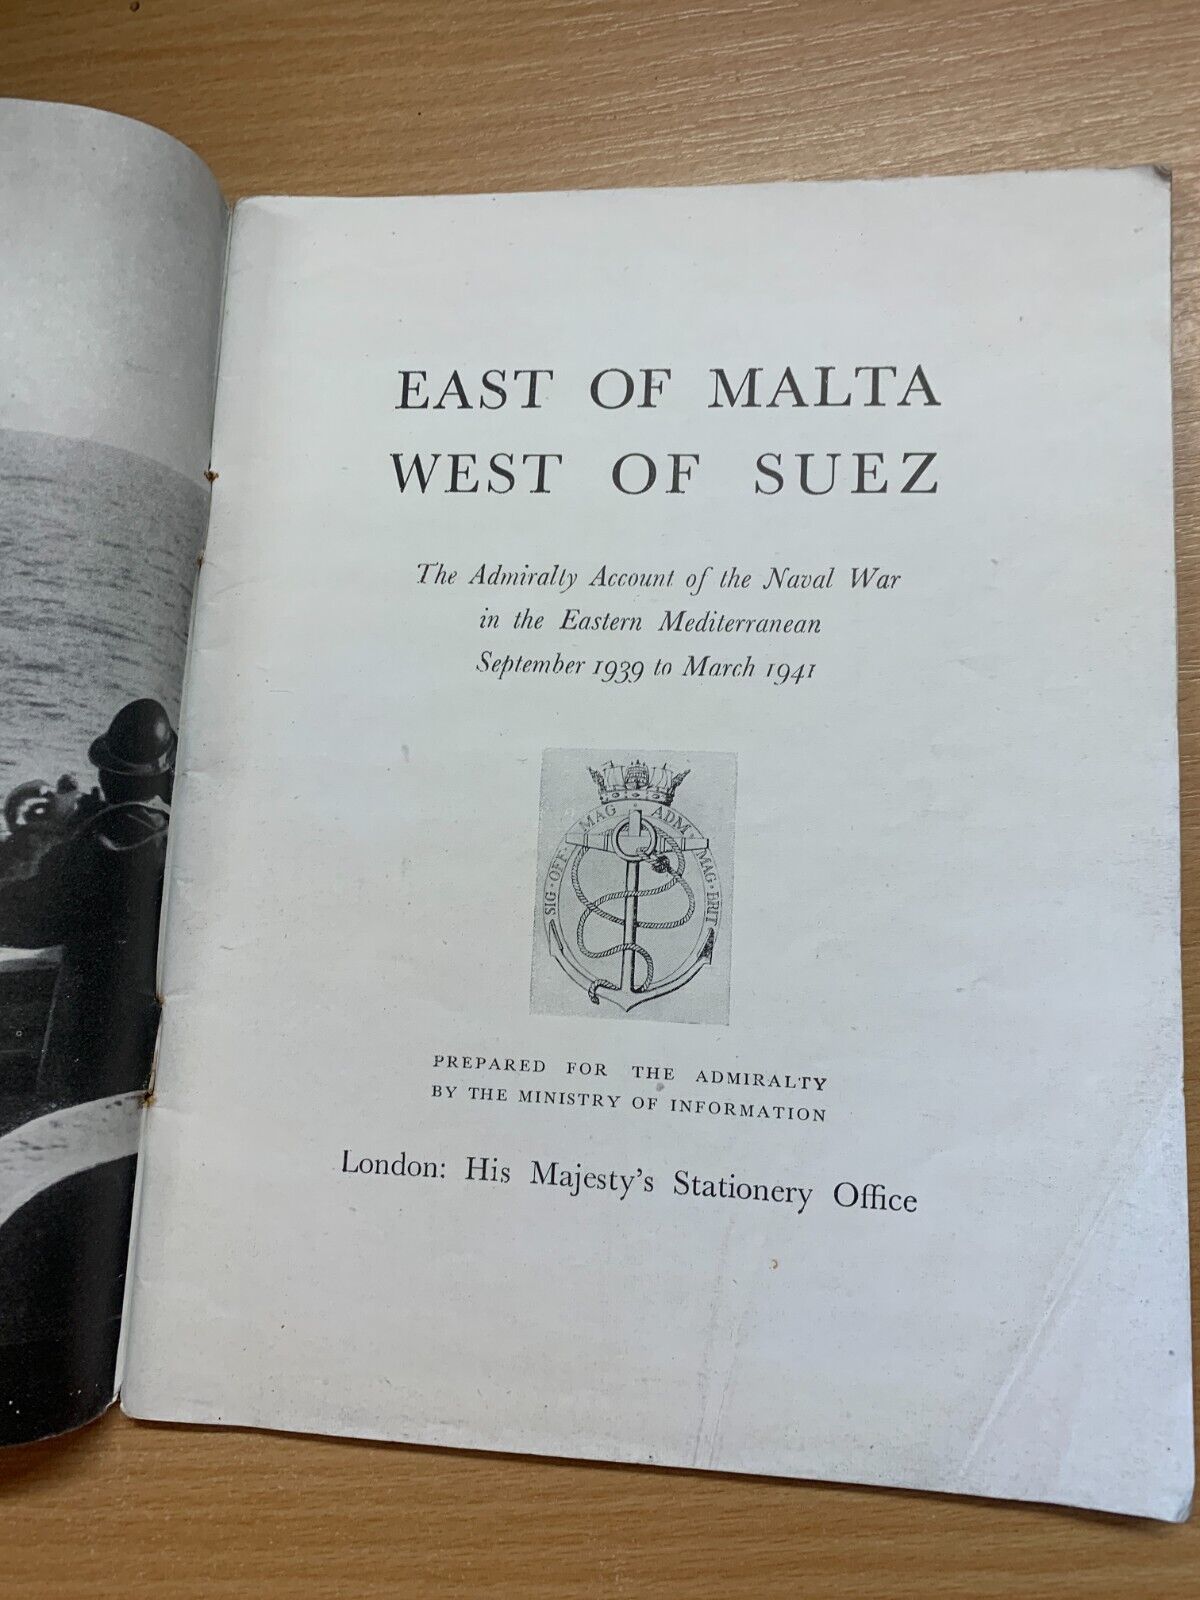 EAST OF MALTA
WEST OF SUEZ
The Admiralty Account of the Naval War
in the Eastern Mediterranean
September 1939 to March 1941
SIG · OFF · MAG · ADM · MAG · BRIT
PREPARED FOR THE ADMIRALTY
BY THE MINISTRY OF INFORMATION
London: His Majesty's Stationery Office